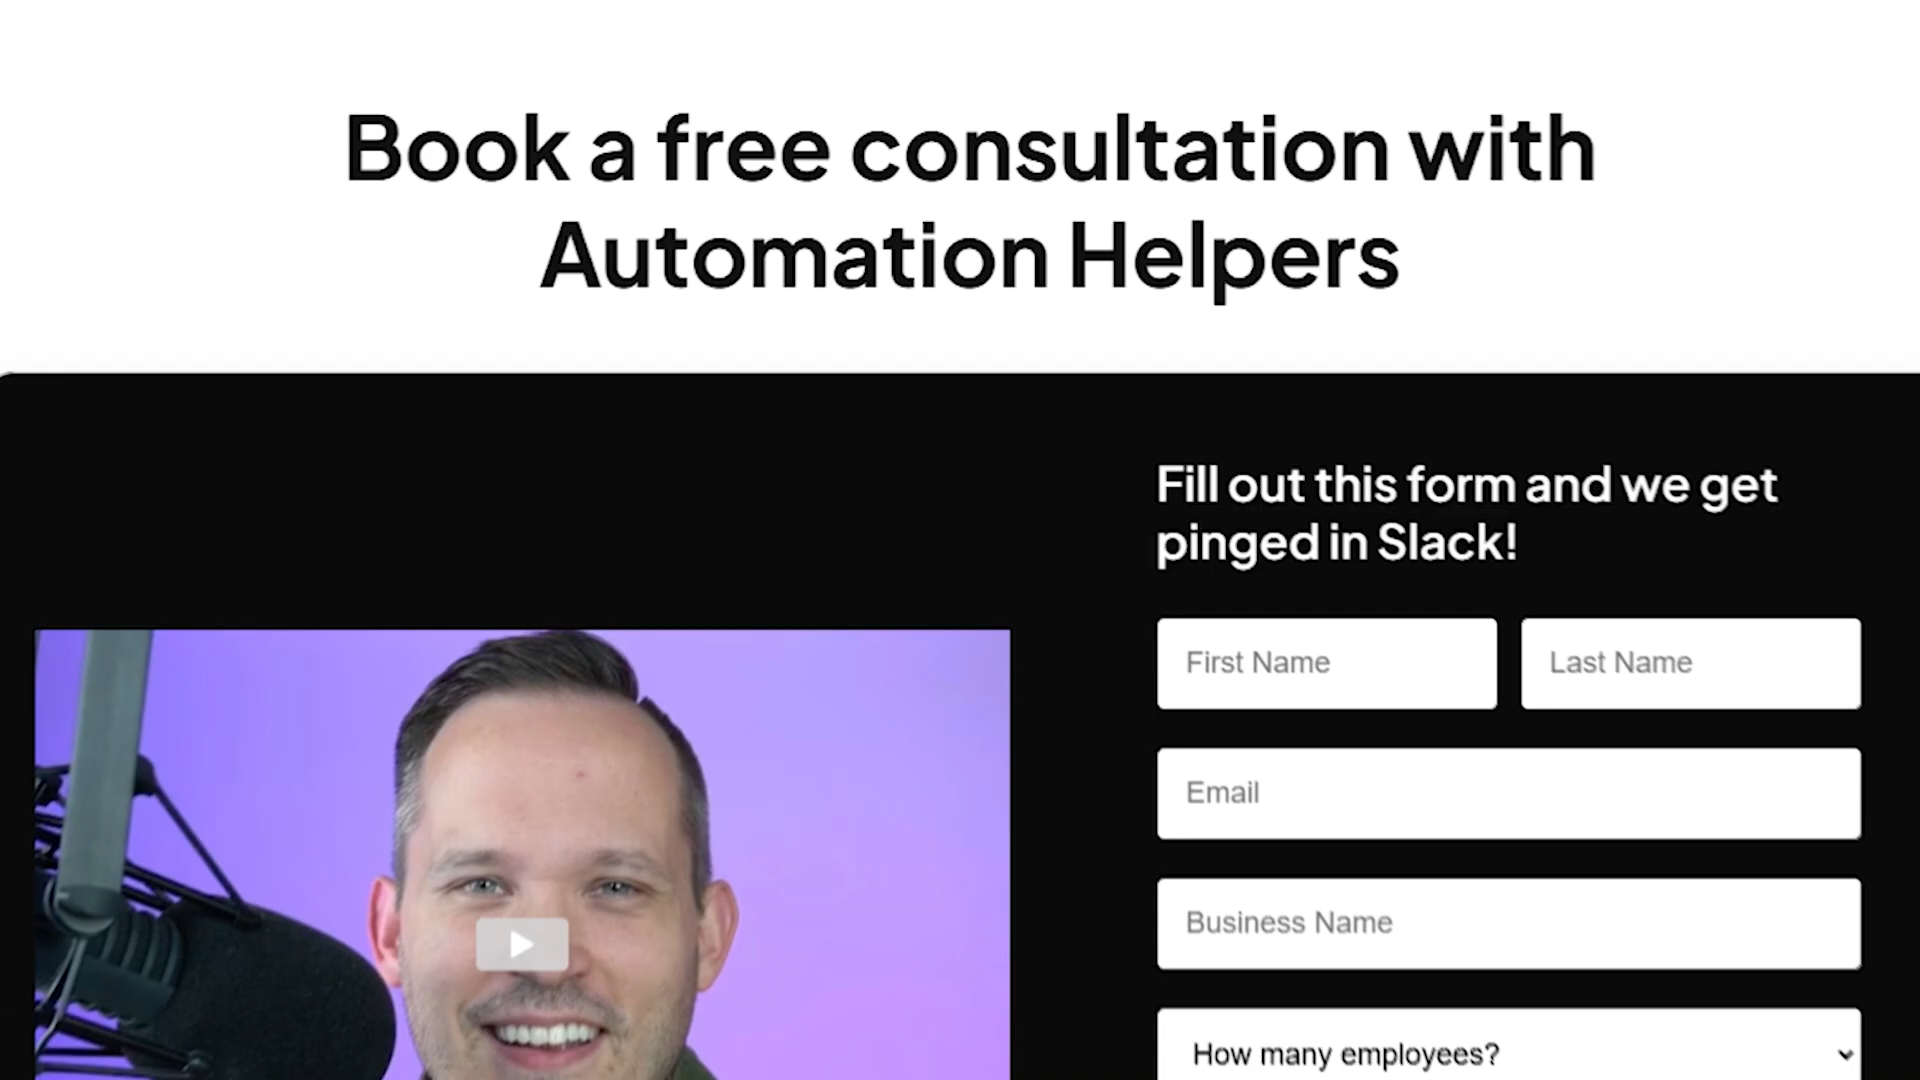 Book a free consultation with
Automation Helpers
Fill out this form and we get
pinged in Slack!
First Name
Last Name
Email
Business Name
How many employees?